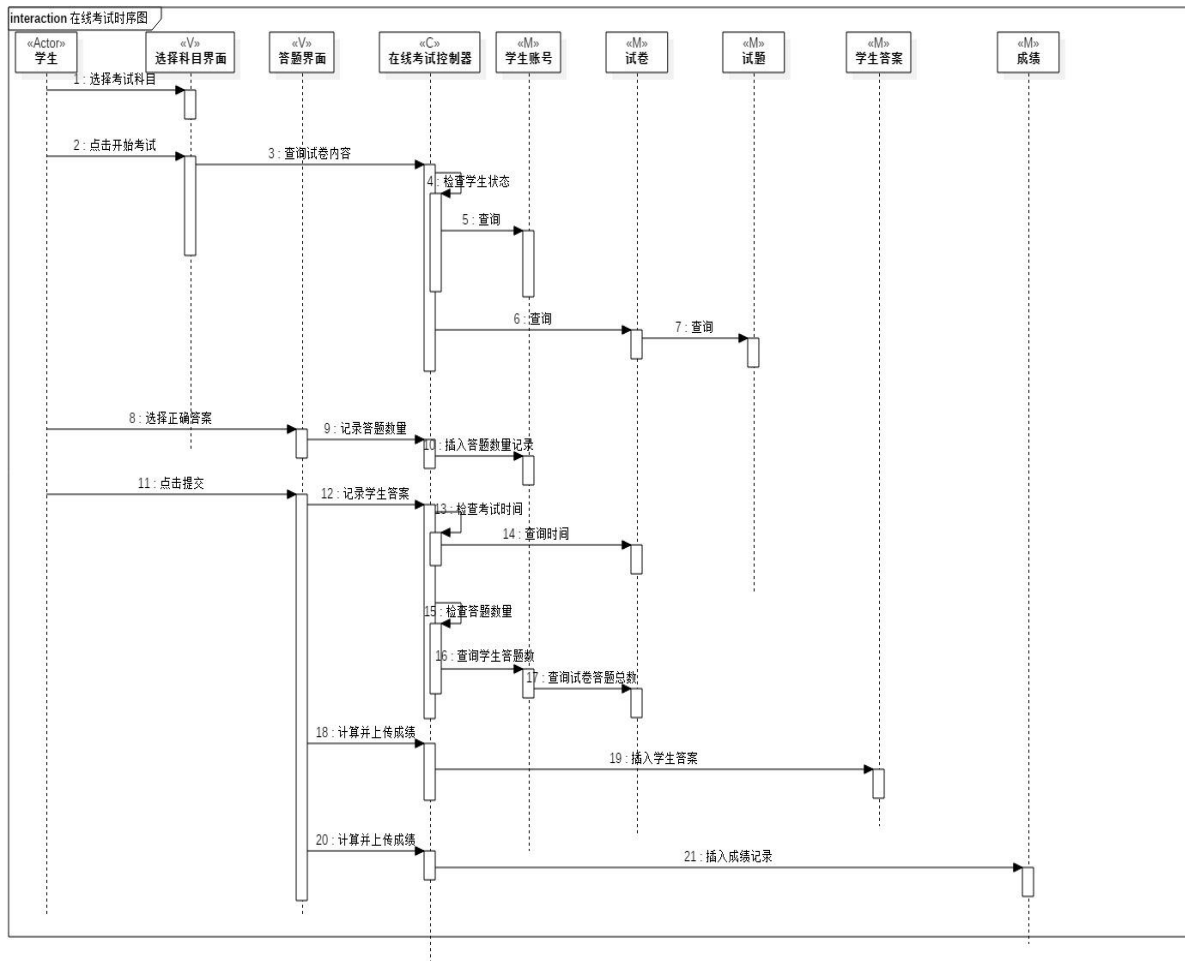 interaction 在线考试时序图
«Actor»
学生
«V»
选择科目界面
«V»
答题界面
«C»
在线考试控制器
«M»
学生账号
«M»
试卷
«M»
试题
«M»
学生答案
«M»
成绩
1 : 选择考试科目
2 : 点击开始考试
3 : 查询试卷内容
4 : 检查学生状态
5 : 查询
6 : 查询
7 : 查询
8 : 选择正确答案
9 : 记录答题数量
10 : 插入答题数量记录
11 : 点击提交
12 : 记录学生答案
13 : 检查考试时间
14 : 查询时间
15 : 检查答题数量
16 : 查询学生答题数
17 : 查询试卷答题总数
18 : 计算并上传成绩
19 : 插入学生答案
20 : 计算并上传成绩
21 : 插入成绩记录